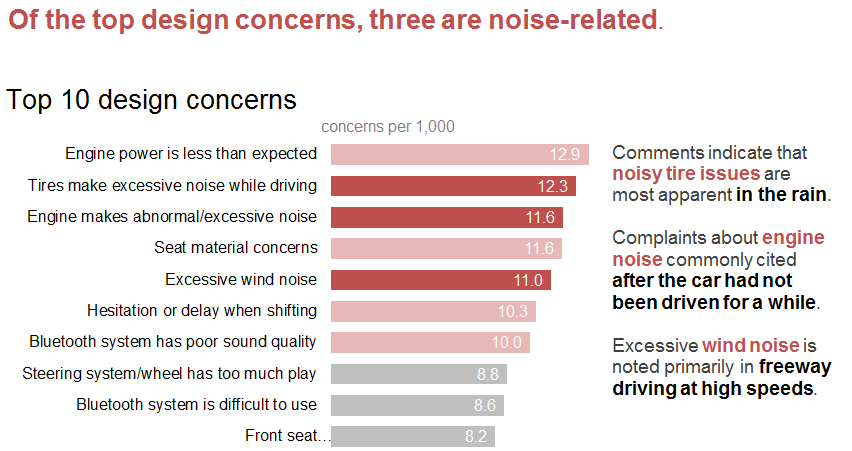 Of the top design concerns, three are noise-related.
Top 10 design concerns
concerns per 1,000
Engine power is less than expected 12.9
Tires make excessive noise while driving 12.3
Engine makes abnormal/excessive noise 11.6
Seat material concerns 11.6
Excessive wind noise 11.0
Hesitation or delay when shifting 10.3
Bluetooth system has poor sound quality 10.0
Steering system/wheel has too much play 8.8
Bluetooth system is difficult to use 8.6
Front seat... 8.2
Comments indicate that
noisy tire issues are
most apparent in the rain.
Complaints about engine
noise commonly cited
after the car had not
been driven for a while.
Excessive wind noise is
noted primarily in freeway
driving at high speeds.